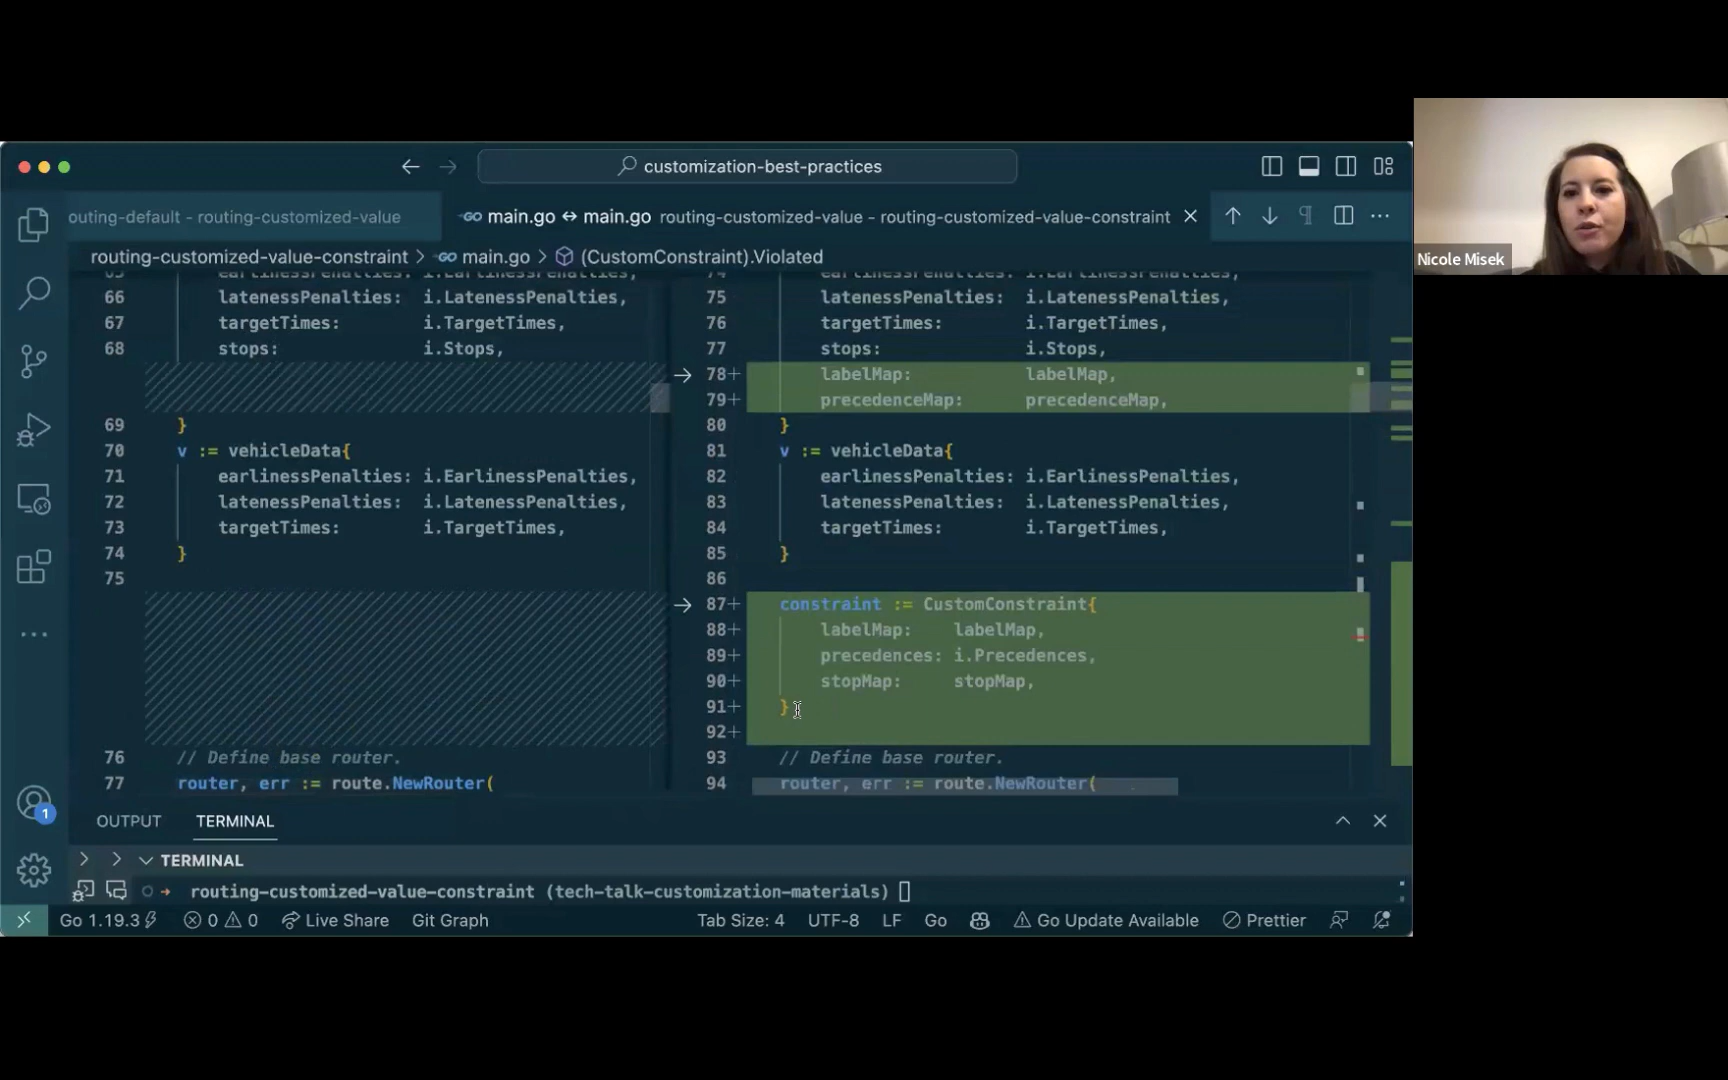 customization-best-practices
outing-default - routing-customized-value
main.go ↔ main.go routing-customized-value - routing-customized-value-constraint
routing-customized-value-constraint > main.go > (CustomConstraint).Violated
66 latenessPenalties: i.LatenessPenalties,
67 targetTimes: i.TargetTimes,
68 stops: i.Stops,
69 }
70 v := vehicleData{
71 earlinessPenalties: i.EarlinessPenalties,
72 latenessPenalties: i.LatenessPenalties,
73 targetTimes: i.TargetTimes,
74 }
75
76 // Define base router.
77 router, err := route.NewRouter(
74 earlinessPenalties: i.EarlinessPenalties,
75 latenessPenalties: i.LatenessPenalties,
76 targetTimes: i.TargetTimes,
77 stops: i.Stops,
78+ labelMap: labelMap,
79+ precedenceMap: precedenceMap,
80 }
81 v := vehicleData{
82 earlinessPenalties: i.EarlinessPenalties,
83 latenessPenalties: i.LatenessPenalties,
84 targetTimes: i.TargetTimes,
85 }
86
87+ constraint := CustomConstraint{
88+ labelMap: labelMap,
89+ precedences: i.Precedences,
90+ stopMap: stopMap,
91+ }
92+
93 // Define base router.
94 router, err := route.NewRouter(
OUTPUT TERMINAL
TERMINAL
routing-customized-value-constraint (tech-talk-customization-materials)
1
Go 1.19.3 0 0 Live Share Git Graph Tab Size: 4 UTF-8 LF Go Go Update Available Prettier
Nicole Misek